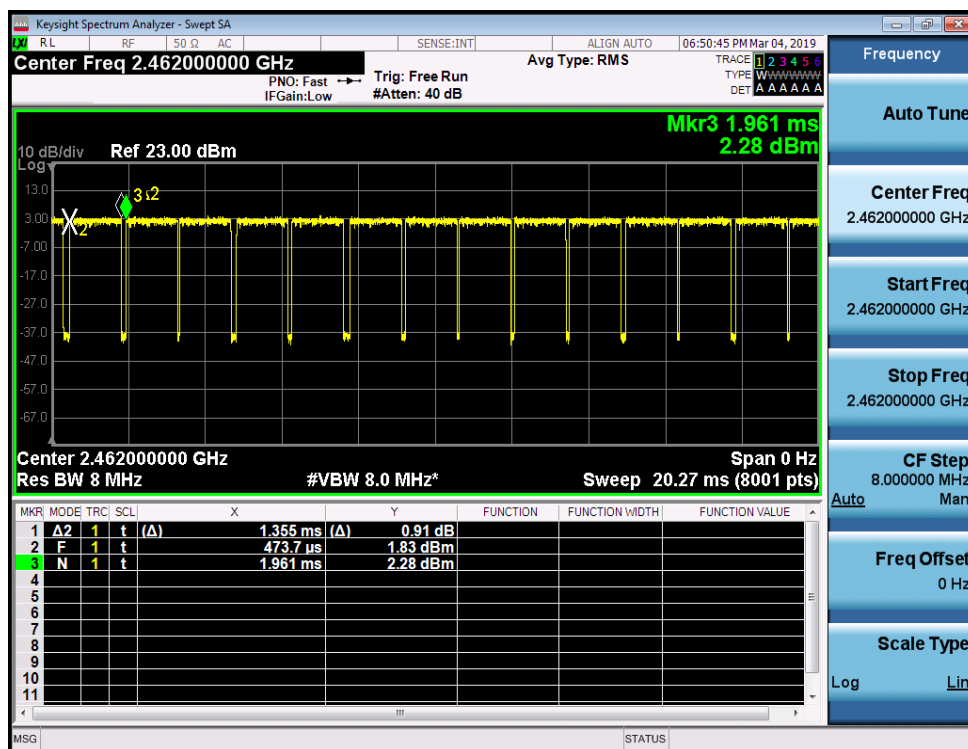 Keysight Spectrum Analyzer - Swept SA
LXI RL RF 50 Ω AC SENSE:INT ALIGN AUTO 06:50:45 PM Mar 04, 2019
Center Freq 2.462000000 GHz
PNO: Fast
IFGain:Low
Trig: Free Run
#Atten: 40 dB
Avg Type: RMS
TRACE 1 2 3 4 5 6
TYPE WWWWWW
DET A A A A A A
Mkr3 1.961 ms
2.28 dBm
10 dB/div Ref 23.00 dBm
Log
13.0
3.00
-7.00
-17.0
-27.0
-37.0
-47.0
-57.0
-67.0
2
Center 2.462000000 GHz Span 0 Hz
Res BW 8 MHz #VBW 8.0 MHz* Sweep 20.27 ms (8001 pts)
MKR MODE TRC SCL X Y FUNCTION FUNCTION WIDTH FUNCTION VALUE
1 Δ2 1 t (Δ) 1.355 ms (Δ) 0.91 dB
2 F 1 t 473.7 µs 1.83 dBm
3 N 1 t 1.961 ms 2.28 dBm
4
5
6
7
8
9
10
11
MSG STATUS
Frequency
Auto Tune
Center Freq
2.462000000 GHz
Start Freq
2.462000000 GHz
Stop Freq
2.462000000 GHz
CF Step
8.000000 MHz
Auto Man
Freq Offset
0 Hz
Scale Type
Log Lin